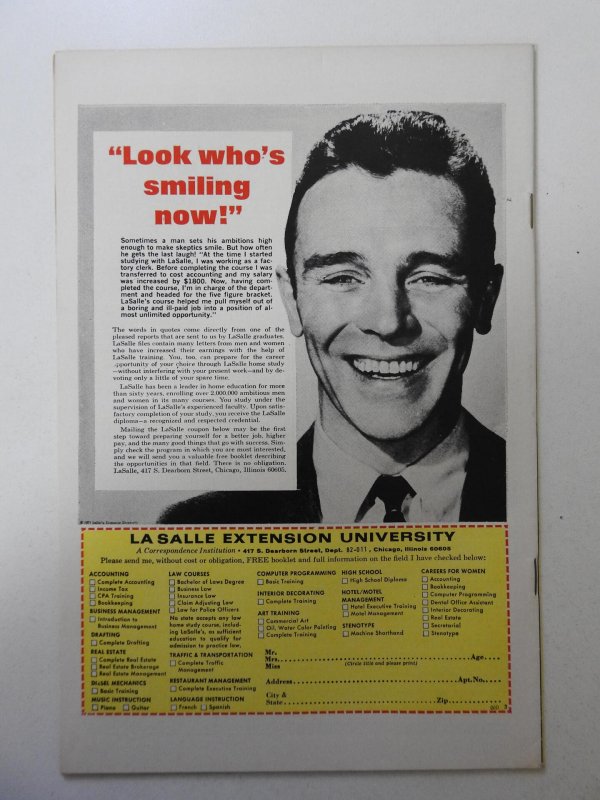 “Look who’s
smiling
now!”
Sometimes a man sets his ambitions high
enough to make skeptics smile. But how often
he gets the last laugh! “At the time I started
studying with LaSalle, I was working as a fac-
tory clerk. Before completing the course I was
transferred to cost accounting and my salary
was increased by $1800. Now, having com-
pleted the course, I’m in charge of the depart-
ment and headed for the five figure bracket.
LaSalle’s course helped me pull myself out of
a boring and ill-paid job into a position of al-
most unlimited opportunity.”
The words in quotes come directly from one of the
pleased reports that are sent to us by LaSalle graduates.
LaSalle files contain many letters from men and women
who have increased their earnings with the help of
LaSalle training. You, too, can prepare for the career
opportunity of your choice through LaSalle home study
—without interfering with your present work—and by de-
voting only a little of your spare time.
LaSalle has been a leader in home education for more
than sixty years, enrolling over 2,000,000 ambitious men
and women in its many courses. You study under the
supervision of LaSalle’s experienced faculty. Upon satis-
factory completion of your study, you receive the LaSalle
diploma—a recognized and respected credential.
Mailing the LaSalle coupon below may be the first
step toward preparing yourself for a better job, higher
pay, and the many good things that go with success. Sim-
ply check the program in which you are most interested,
and we will send you a valuable free booklet describing
the opportunities in that field. There is no obligation.
LaSalle, 417 S. Dearborn Street, Chicago, Illinois 60605.
© 1971 LaSalle Extension University
LA SALLE EXTENSION UNIVERSITY
A Correspondence Institution • 417 S. Dearborn Street, Dept. 92-011, Chicago, Illinois 60605
Please send me, without cost or obligation, FREE booklet and full information on the field I have checked below:
ACCOUNTING
Complete Accounting
Income Tax
CPA Training
Bookkeeping
BUSINESS MANAGEMENT
Introduction to
Business Management
DRAFTING
Complete Drafting
REAL ESTATE
Complete Real Estate
Real Estate Brokerage
Real Estate Management
DIESEL MECHANICS
Basic Training
MUSIC INSTRUCTION
Piano Guitar
LAW COURSES
Bachelor of Laws Degree
Business Law
Insurance Law
Claim Adjusting Law
Law for Police Officers
No state accepts any law
home study course, includ-
ing LaSalle’s, as sufficient
education to qualify for
admission to practice law.
TRAFFIC & TRANSPORTATION
Complete Traffic
Management
RESTAURANT MANAGEMENT
Complete Executive Training
LANGUAGE INSTRUCTION
French Spanish
COMPUTER PROGRAMMING
Basic Training
INTERIOR DECORATING
Complete Training
ART TRAINING
Commercial Art
Oil, Water Color Painting
Complete Training
HIGH SCHOOL
High School Diploma
HOTEL/MOTEL
MANAGEMENT
Hotel Executive Training
Motel Management
STENOTYPE
Machine Shorthand
CAREERS FOR WOMEN
Accounting
Bookkeeping
Computer Programming
Dental Office Assistant
Interior Decorating
Real Estate
Secretarial
Stenotype
Mr.
Mrs. Age
Miss (Circle title and please print)
Address Apt. No.
City &
State Zip